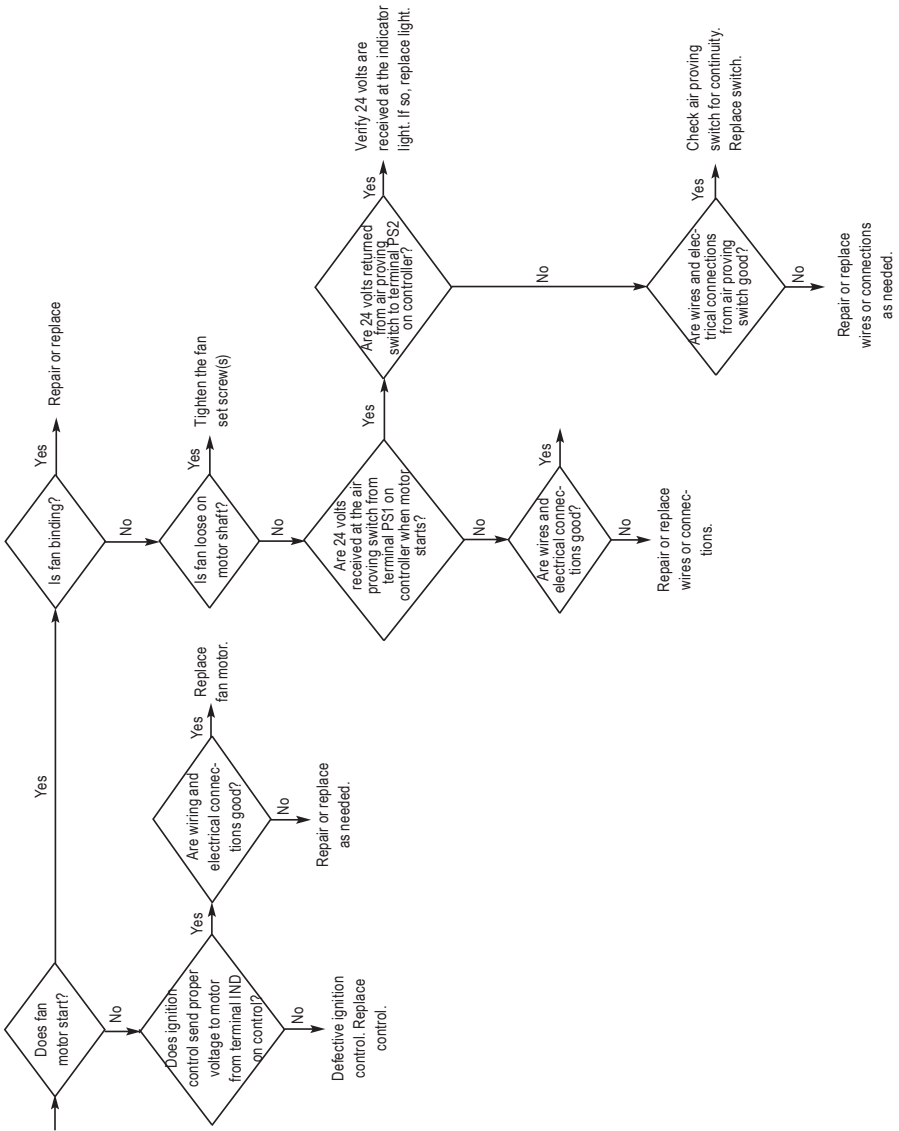 Does fan
motor start?
Yes
No
Is fan binding?
Yes
Repair or replace
No
Does ignition
control send proper
voltage to motor
from terminal IND
on control?
Yes
No
Defective ignition
control. Replace
control.
Are wiring and
electrical connec-
tions good?
Yes
Replace
fan motor.
No
Repair or replace
as needed.
Is fan loose on
motor shaft?
Yes
Tighten the fan
set screw(s)
No
Are 24 volts
received at the air
proving switch from
terminal PS1 on
controller when motor
starts?
Yes
No
Are wires and
electrical connec-
tions good?
Yes
No
Repair or replace
wires or connec-
tions.
Are 24 volts returned
from air proving
switch to terminal PS2
on controller?
Yes
Verify 24 volts are
received at the indicator
light. If so, replace light.
No
Are wires and elec-
trical connections
from air proving
switch good?
Yes
Check air proving
switch for continuity.
Replace switch.
No
Repair or replace
wires or connections
as needed.